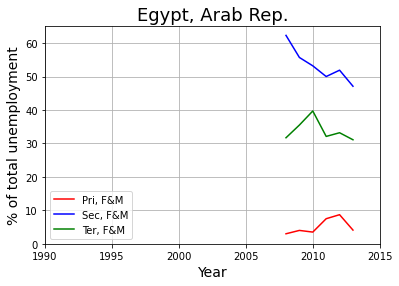 Egypt, Arab Rep.
% of total unemployment
60
50
40
30
20
10
0
Pri, F&M
Sec, F&M
Ter, F&M
1990
1995
2000
2005
2010
2015
Year